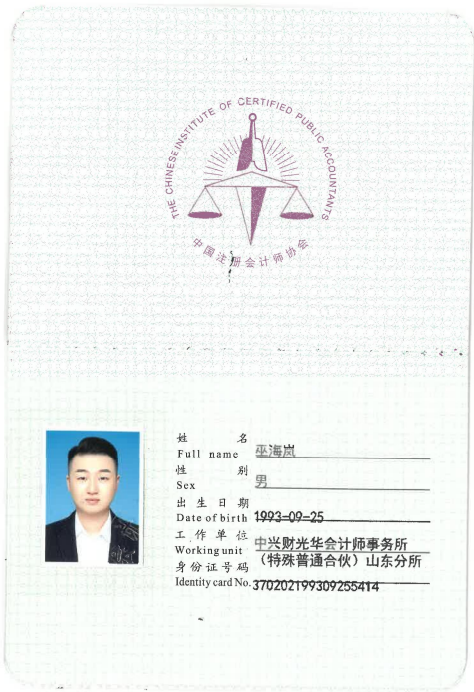 THE CHINESE INSTITUTE OF CERTIFIED PUBLIC ACCOUNTANTS
中国注册会计师协会
姓 名
Full name 巫海岚
性 别
Sex 男
出生日期
Date of birth 1993-09-25
工作单位 中兴财光华会计师事务所
Working unit （特殊普通合伙）山东分所
身份证号码
Identity card No. 370202199309255414